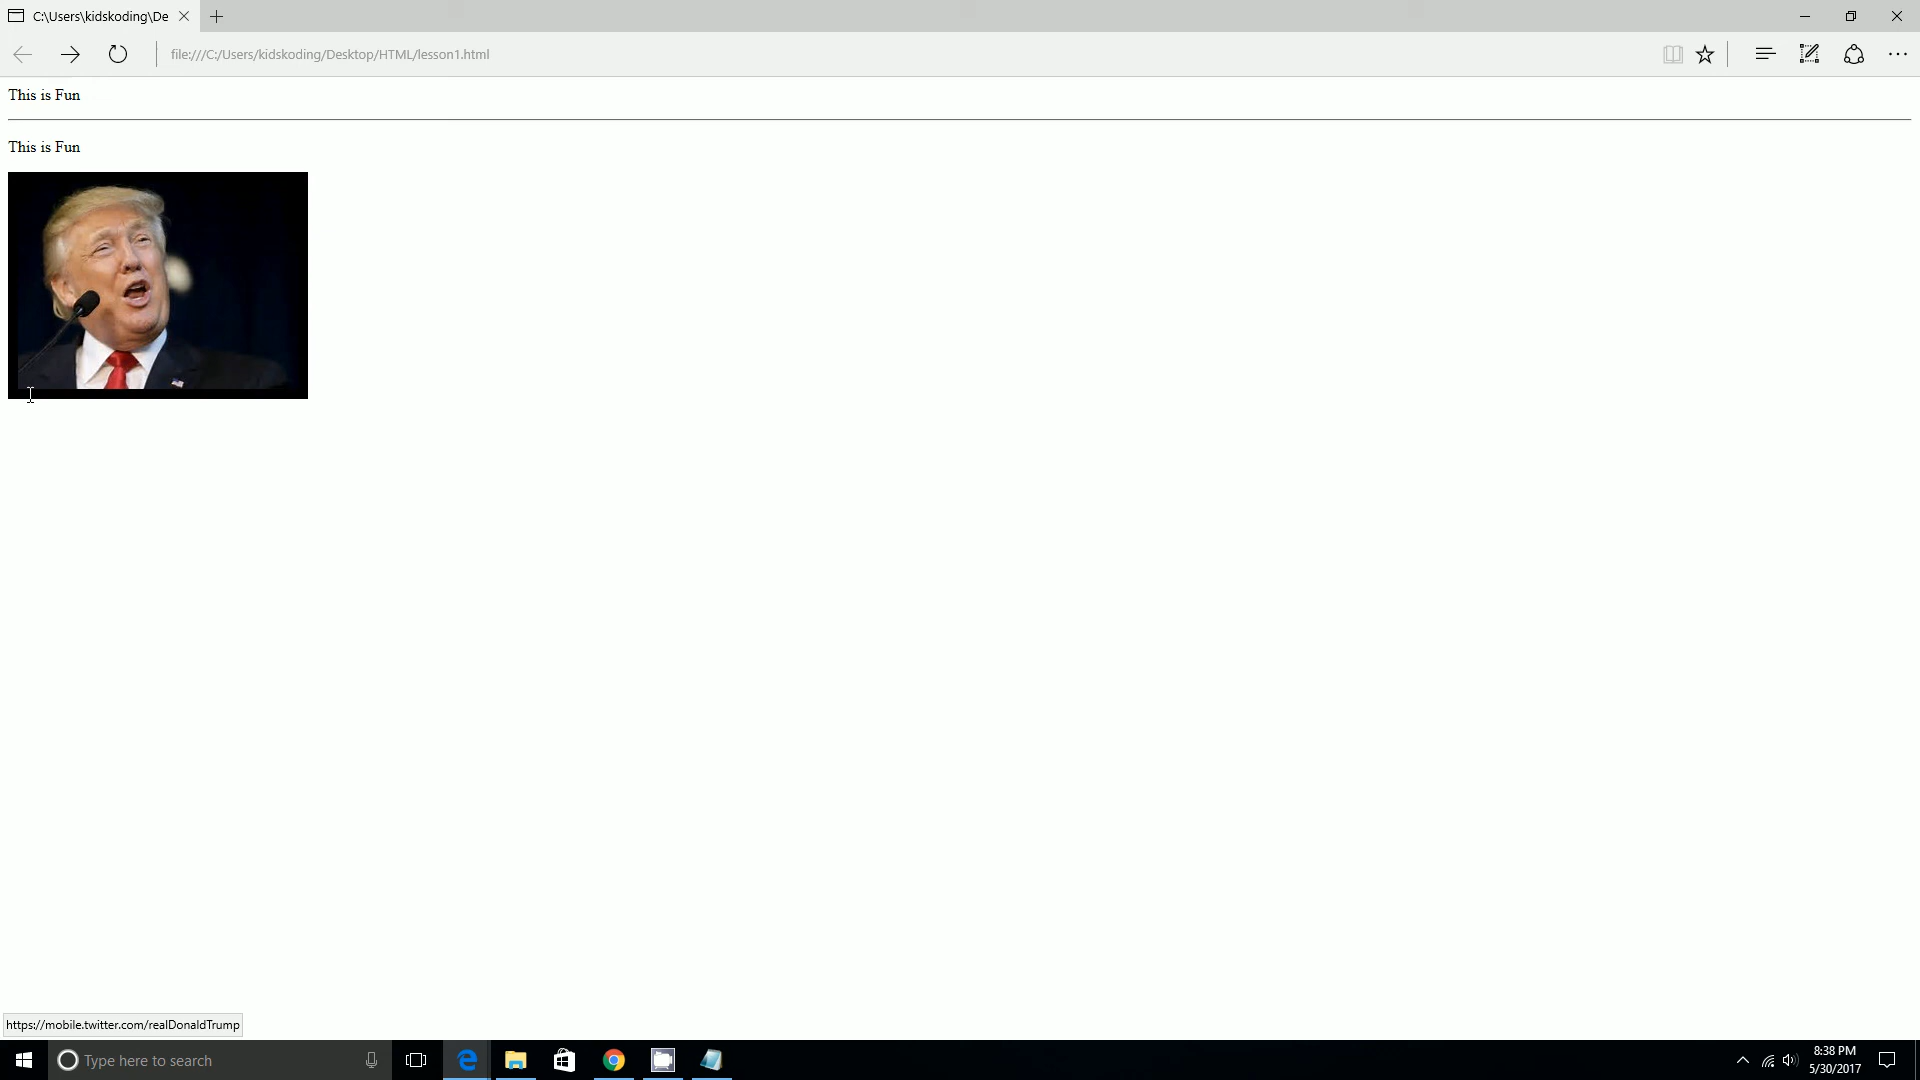 C:\Users\kidskoding\De
file:///C:/Users/kidskoding/Desktop/HTML/lesson1.html
This is Fun
This is Fun
https://mobile.twitter.com/realDonaldTrump
Type here to search
8:38 PM
5/30/2017